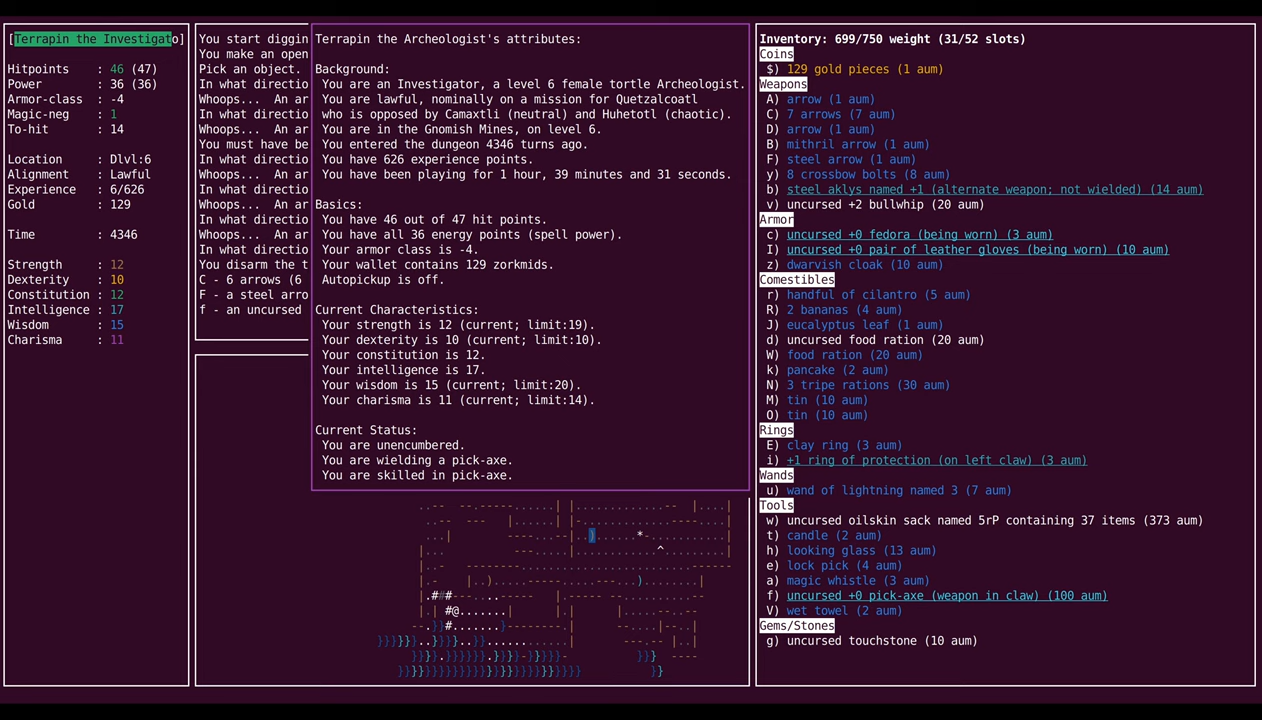 [Terrapin the Investigato]
Hitpoints : 46 (47)
Power : 36 (36)
Armor-class : -4
Magic-neg : 1
To-hit : 14
Location : Dlvl:6
Alignment : Lawful
Experience : 6/626
Gold : 129
Time : 4346
Strength : 12
Dexterity : 10
Constitution : 12
Intelligence : 17
Wisdom : 15
Charisma : 11
You start diggin
You make an open
Pick an object.
In what directio
Whoops... An ar
In what directio
Whoops... An ar
You must have be
In what directio
Whoops... An ar
In what directio
Whoops... An ar
In what directio
Whoops... An ar
In what directio
You disarm the t
C - 6 arrows (6
F - a steel arro
f - an uncursed
Terrapin the Archeologist's attributes:
Background:
You are an Investigator, a level 6 female tortle Archeologist.
You are lawful, nominally on a mission for Quetzalcoatl
who is opposed by Camaxtli (neutral) and Huhetotl (chaotic).
You are in the Gnomish Mines, on level 6.
You entered the dungeon 4346 turns ago.
You have 626 experience points.
You have been playing for 1 hour, 39 minutes and 31 seconds.
Basics:
You have 46 out of 47 hit points.
You have all 36 energy points (spell power).
Your armor class is -4.
Your wallet contains 129 zorkmids.
Autopickup is off.
Current Characteristics:
Your strength is 12 (current; limit:19).
Your dexterity is 10 (current; limit:10).
Your constitution is 12.
Your intelligence is 17.
Your wisdom is 15 (current; limit:20).
Your charisma is 11 (current; limit:14).
Current Status:
You are unencumbered.
You are wielding a pick-axe.
You are skilled in pick-axe.
Inventory: 699/750 weight (31/52 slots)
Coins
$) 129 gold pieces (1 aum)
Weapons
A) arrow (1 aum)
C) 7 arrows (7 aum)
D) arrow (1 aum)
B) mithril arrow (1 aum)
F) steel arrow (1 aum)
y) 8 crossbow bolts (8 aum)
b) steel aklys named +1 (alternate weapon; not wielded) (14 aum)
v) uncursed +2 bullwhip (20 aum)
Armor
c) uncursed +0 fedora (being worn) (3 aum)
I) uncursed +0 pair of leather gloves (being worn) (10 aum)
z) dwarvish cloak (10 aum)
Comestibles
r) handful of cilantro (5 aum)
R) 2 bananas (4 aum)
J) eucalyptus leaf (1 aum)
d) uncursed food ration (20 aum)
W) food ration (20 aum)
k) pancake (2 aum)
N) 3 tripe rations (30 aum)
M) tin (10 aum)
O) tin (10 aum)
Rings
E) clay ring (3 aum)
i) +1 ring of protection (on left claw) (3 aum)
Wands
u) wand of lightning named 3 (7 aum)
Tools
w) uncursed oilskin sack named 5rP containing 37 items (373 aum)
t) candle (2 aum)
h) looking glass (13 aum)
e) lock pick (4 aum)
a) magic whistle (3 aum)
f) uncursed +0 pick-axe (weapon in claw) (100 aum)
V) wet towel (2 aum)
Gems/Stones
g) uncursed touchstone (10 aum)